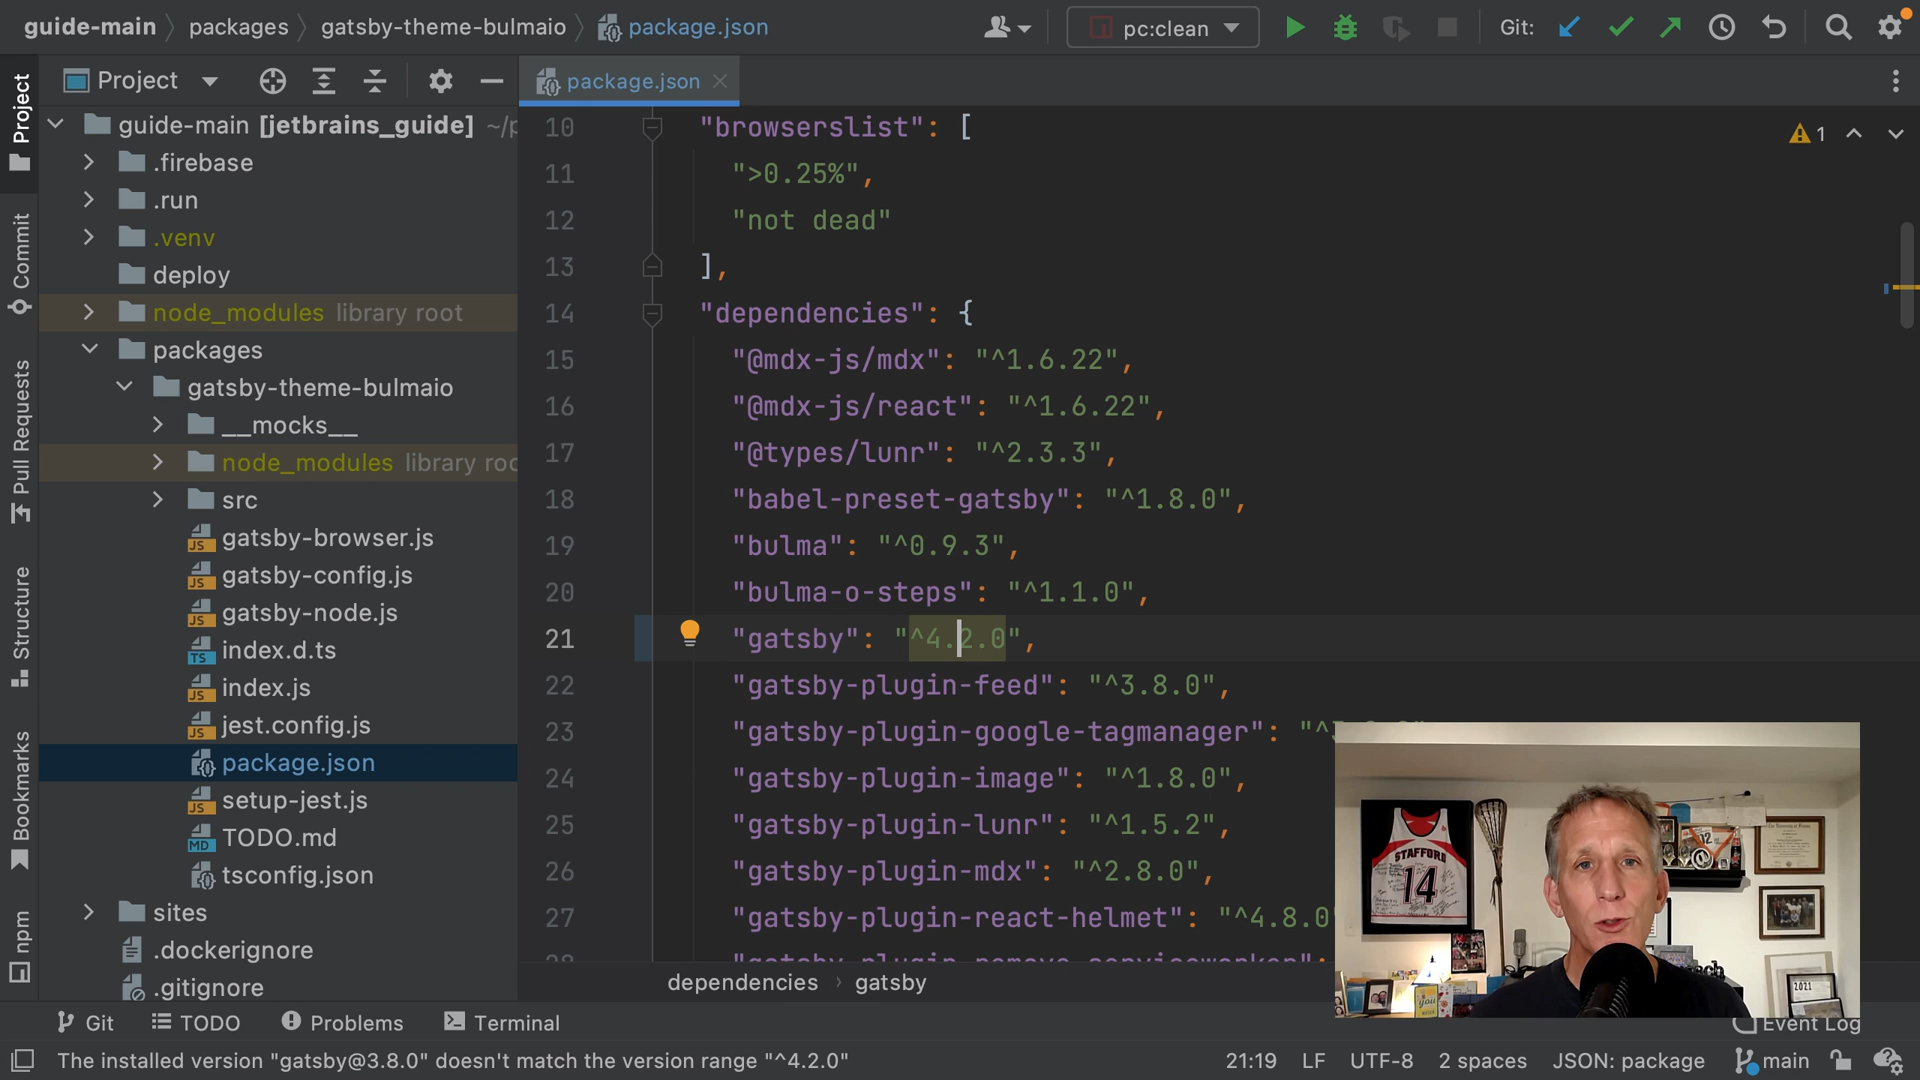 guide-main packages gatsby-theme-bulmaio package.json pc:clean Git:
Project package.json
Project
Commit
Pull Requests
Structure
Bookmarks
npm
guide-main [jetbrains_guide] ~/p
.firebase
.run
.venv
deploy
node_modules library root
packages
gatsby-theme-bulmaio
__mocks__
node_modules library roo
src
gatsby-browser.js
gatsby-config.js
gatsby-node.js
index.d.ts
index.js
jest.config.js
package.json
setup-jest.js
TODO.md
tsconfig.json
sites
.dockerignore
.gitignore
10 "browserslist": [
11 ">0.25%",
12 "not dead"
13 ],
14 "dependencies": {
15 "@mdx-js/mdx": "^1.6.22",
16 "@mdx-js/react": "^1.6.22",
17 "@types/lunr": "^2.3.3",
18 "babel-preset-gatsby": "^1.8.0",
19 "bulma": "^0.9.3",
20 "bulma-o-steps": "^1.1.0",
21 "gatsby": "^4.2.0",
22 "gatsby-plugin-feed": "^3.8.0",
23 "gatsby-plugin-google-tagmanager": "^
24 "gatsby-plugin-image": "^1.8.0",
25 "gatsby-plugin-lunr": "^1.5.2",
26 "gatsby-plugin-mdx": "^2.8.0",
27 "gatsby-plugin-react-helmet": "^4.8.0
1
STAFFORD
14
2021
dependencies gatsby
Git TODO Problems Terminal Event Log
The installed version "gatsby@3.8.0" doesn't match the version range "^4.2.0"
21:19 LF UTF-8 2 spaces JSON: package main